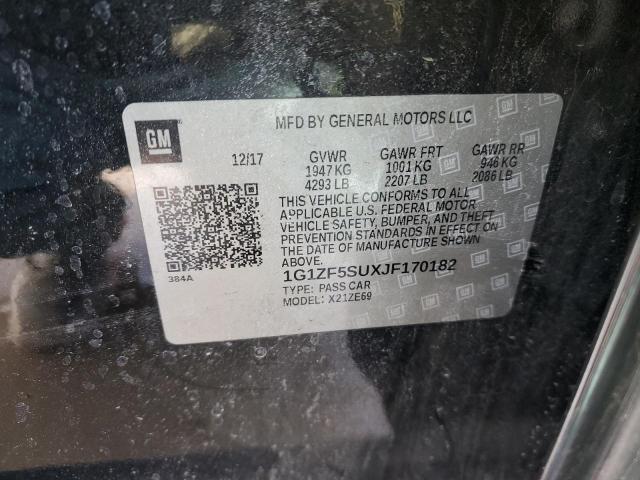 GM
MFD BY GENERAL MOTORS LLC
12/17 GVWR GAWR FRT GAWR RR
1947 KG 1001 KG 946 KG
4293 LB 2207 LB 2086 LB
THIS VEHICLE CONFORMS TO ALL
APPLICABLE U.S. FEDERAL MOTOR
VEHICLE SAFETY, BUMPER, AND THEFT
PREVENTION STANDARDS IN EFFECT ON
THE DATE OF MANUFACTURE SHOWN
ABOVE.
384A
1G1ZF5SUXJF170182
TYPE: PASS CAR
MODEL: X21ZE69